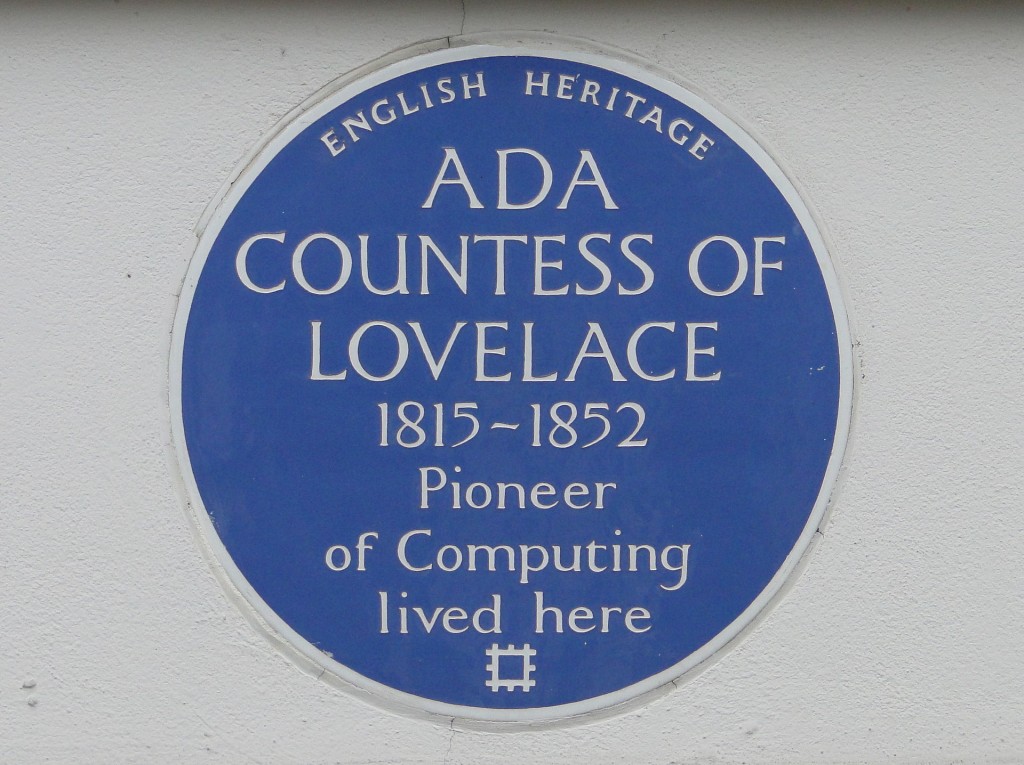 ENGLISH HERITAGE
ADA
COUNTESS OF
LOVELACE
1815~1852
Pioneer
of Computing
lived here